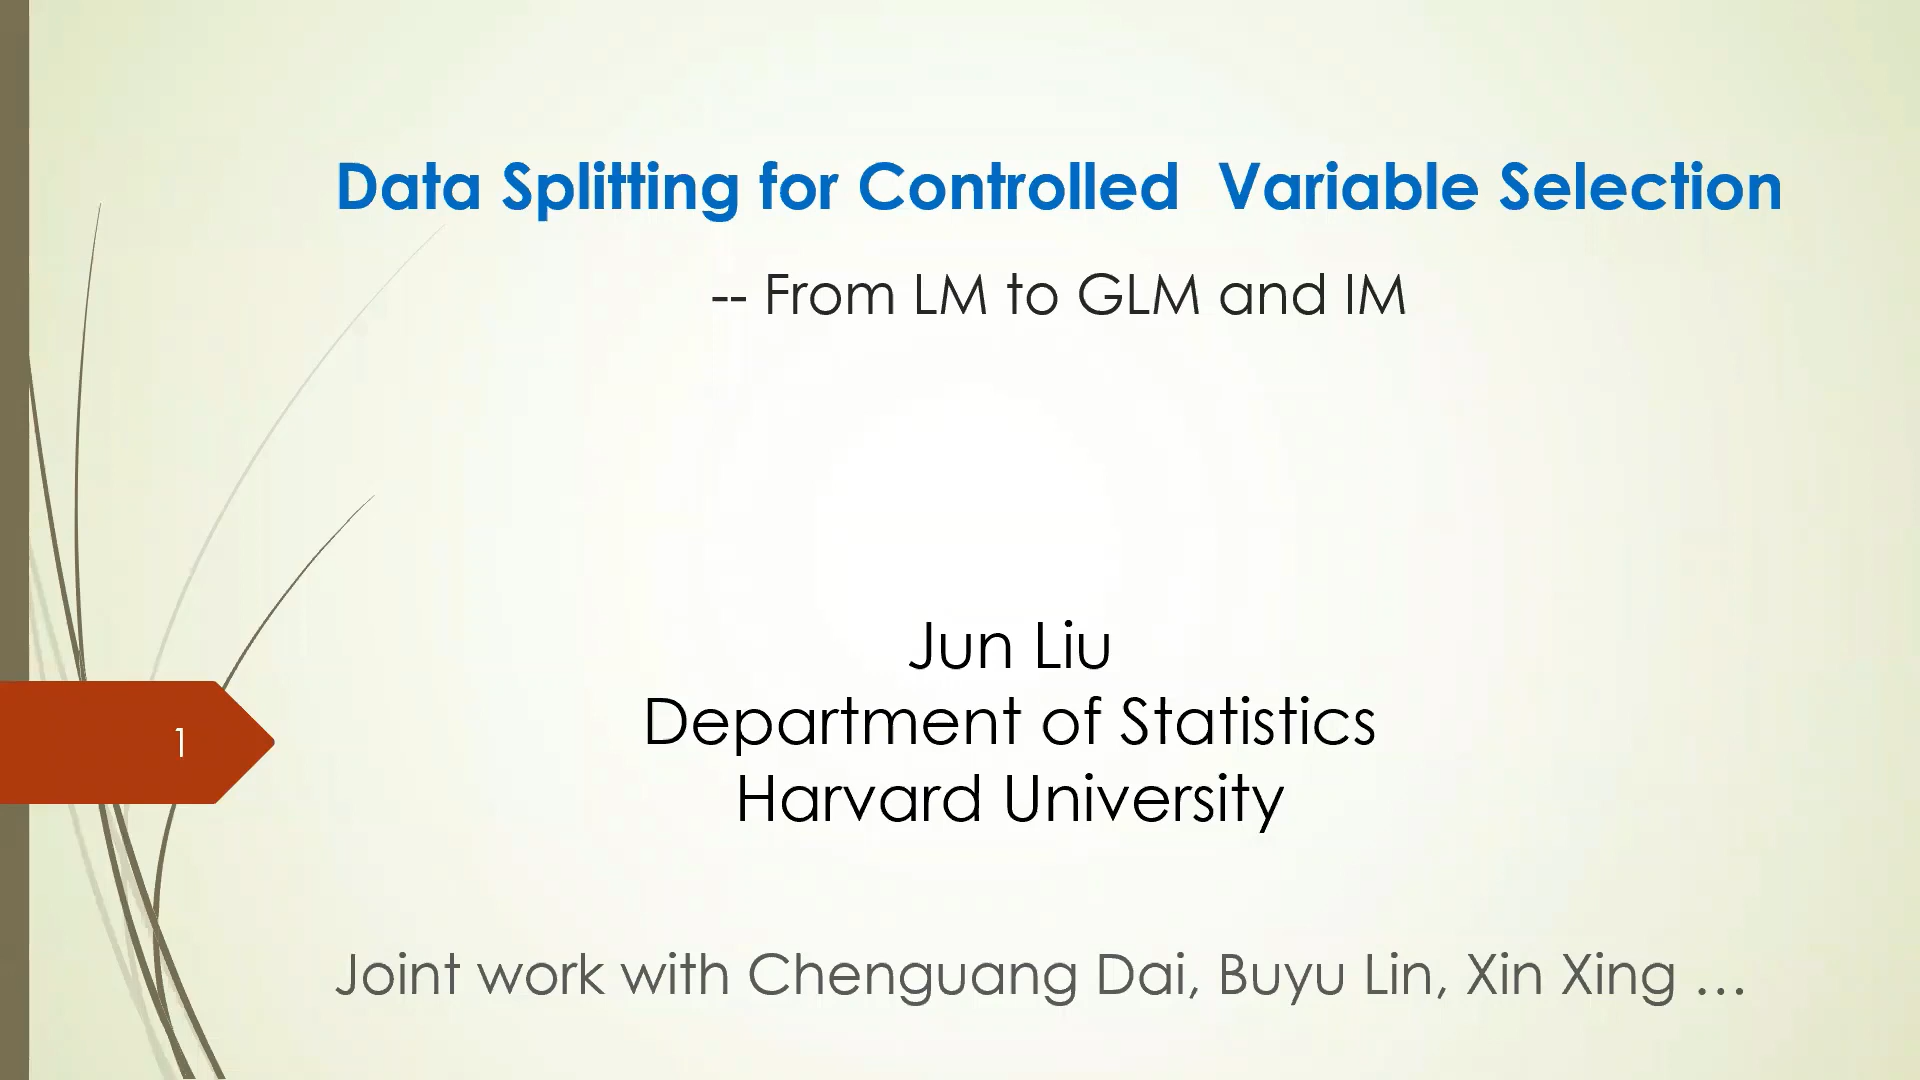 Data Splitting for Controlled  Variable Selection
-- From LM to GLM and IM
Jun Liu
Department of Statistics
1
Harvard University
Joint work with Chenguang Dai, Buyu Lin, Xin Xing …